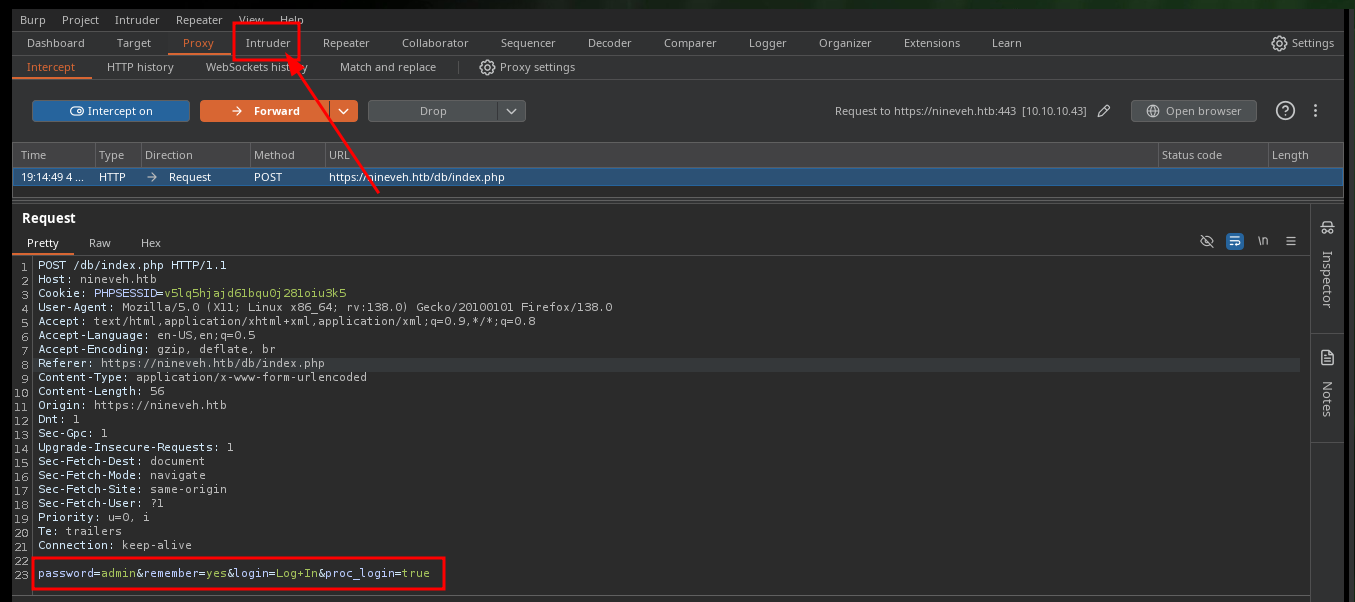 Burp Project Intruder Repeater View Help
Dashboard Target Proxy Intruder Repeater Collaborator Sequencer Decoder Comparer Logger Organizer Extensions Learn Settings
Intercept HTTP history WebSockets history Match and replace Proxy settings
Intercept on Forward Drop Request to https://nineveh.htb:443 [10.10.10.43] Open browser
Time Type Direction Method URL Status code Length
19:14:49 4 ... HTTP Request POST https://nineveh.htb/db/index.php
Request
Pretty Raw Hex \n
1 POST /db/index.php HTTP/1.1
2 Host: nineveh.htb
3 Cookie: PHPSESSID=v5lq5hjajd61bqu0j281oiu3k5
4 User-Agent: Mozilla/5.0 (X11; Linux x86_64; rv:138.0) Gecko/20100101 Firefox/138.0
5 Accept: text/html,application/xhtml+xml,application/xml;q=0.9,*/*;q=0.8
6 Accept-Language: en-US,en;q=0.5
7 Accept-Encoding: gzip, deflate, br
8 Referer: https://nineveh.htb/db/index.php
9 Content-Type: application/x-www-form-urlencoded
10 Content-Length: 56
11 Origin: https://nineveh.htb
12 Dnt: 1
13 Sec-Gpc: 1
14 Upgrade-Insecure-Requests: 1
15 Sec-Fetch-Dest: document
16 Sec-Fetch-Mode: navigate
17 Sec-Fetch-Site: same-origin
18 Sec-Fetch-User: ?1
19 Priority: u=0, i
20 Te: trailers
21 Connection: keep-alive
22
23 password=admin&remember=yes&login=Log+In&proc_login=true
Inspector
Notes